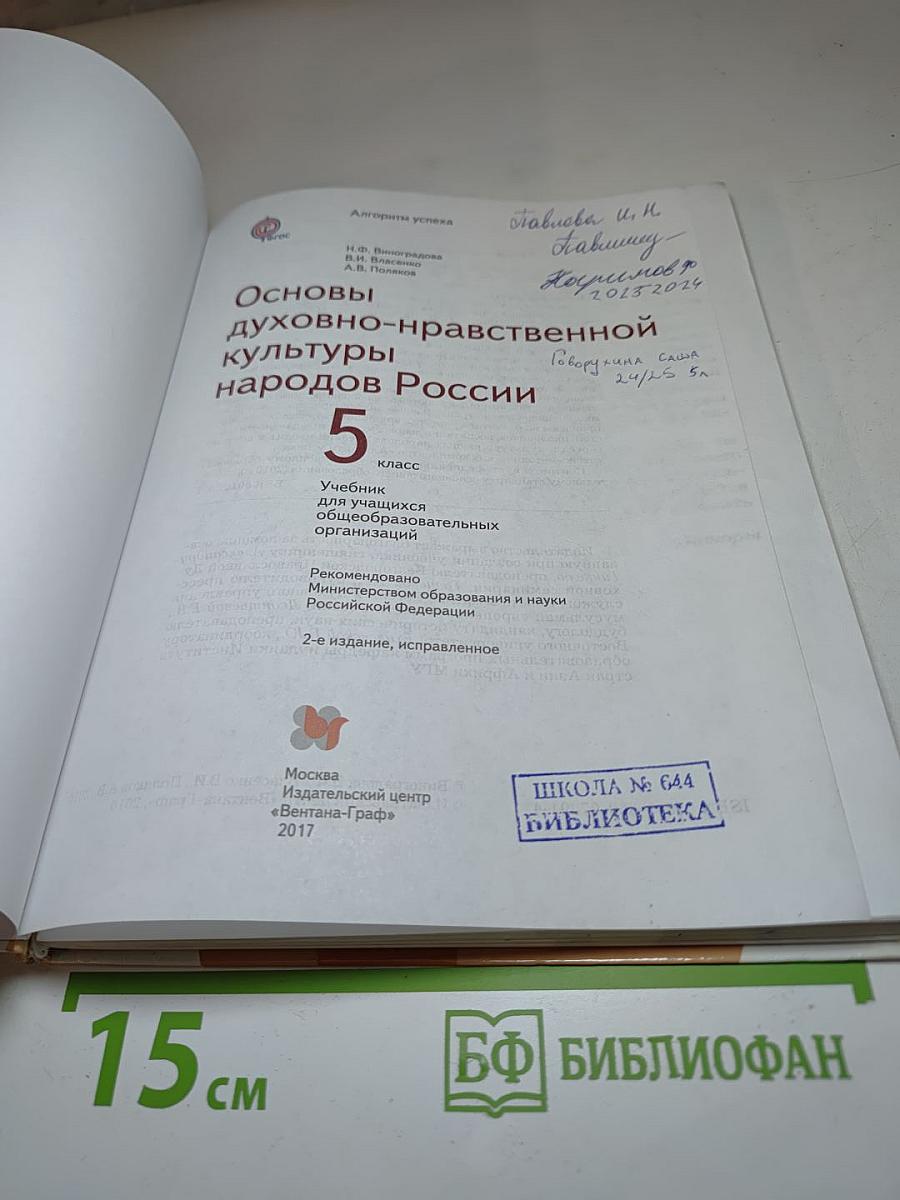 ФГОС
Алгоритм успеха
Павлова И. Н.
Н.Ф. Виноградова
В.И. Власенко
А.В. Поляков
2023 2024
Основы
духовно-нравственной
культуры
народов России
Говорухина Саша
24/25 5л
5
класс
Учебник
для учащихся
общеобразовательных
организаций
Рекомендовано
Министерством образования и науки
Российской Федерации
2-е издание, исправленное
Москва
Издательский центр
«Вентана-Граф»
2017
ШКОЛА № 644
БИБЛИОТЕКА
15 см
БФ БИБЛИОФАН